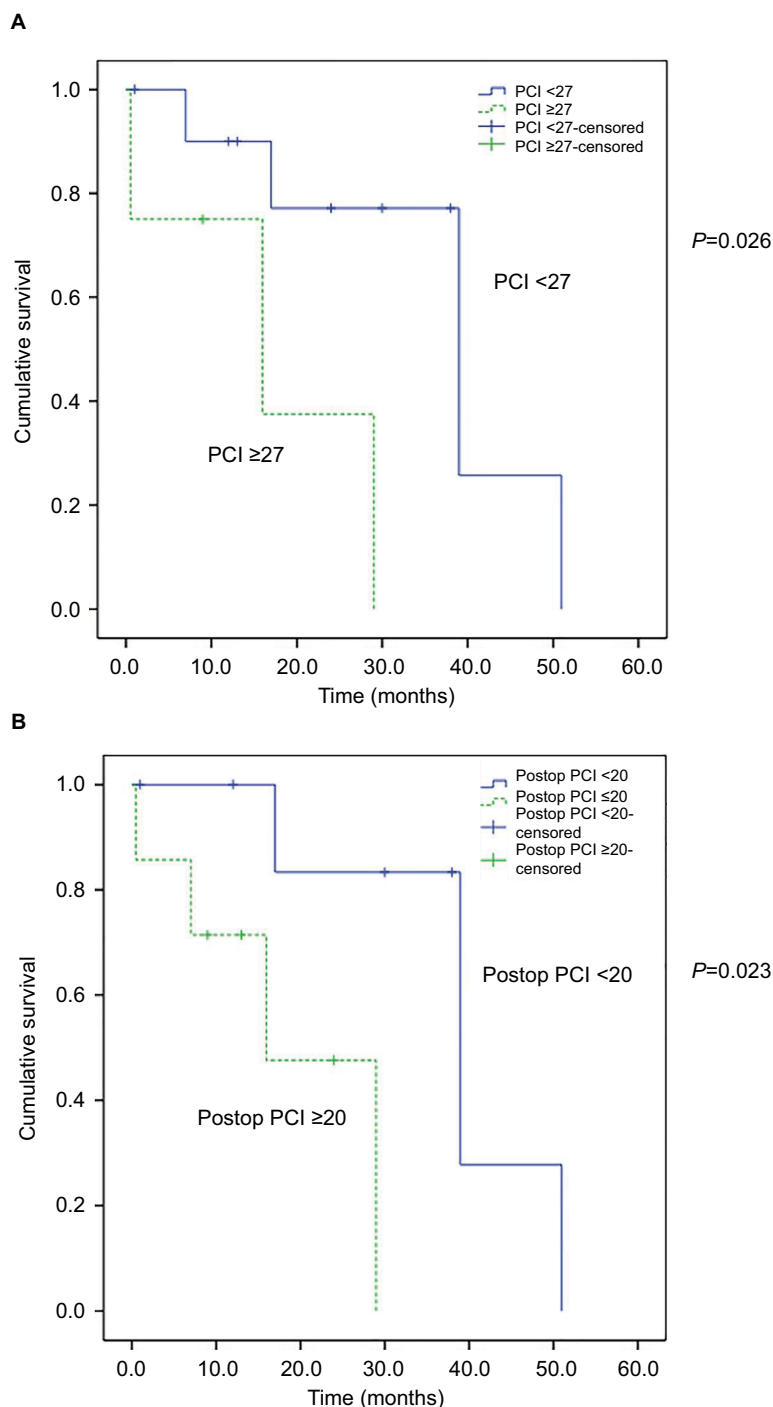 A
1.0
0.8
0.6
0.4
0.2
0.0
Cumulative survival
PCI <27
PCI ≥27
PCI <27-censored
PCI ≥27-censored
P=0.026
PCI <27
PCI ≥27
0.0 10.0 20.0 30.0 40.0 50.0 60.0
Time (months)
B
1.0
0.8
0.6
0.4
0.2
0.0
Cumulative survival
Postop PCI <20
Postop PCI ≤20
Postop PCI <20-
censored
Postop PCI ≥20-
censored
Postop PCI <20
P=0.023
Postop PCI ≥20
0.0 10.0 20.0 30.0 40.0 50.0 60.0
Time (months)